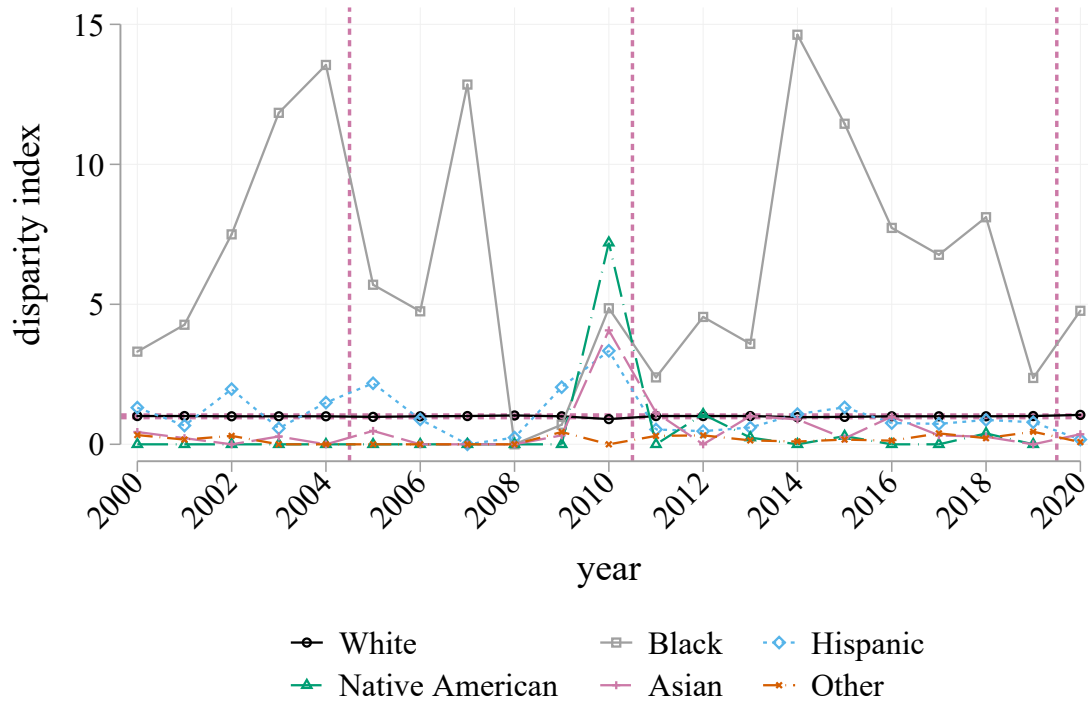 15
10
5
0
disparity index
2000 2002 2004 2006 2008 2010 2012 2014 2016 2018 2020
year
White Black Hispanic
Native American Asian Other